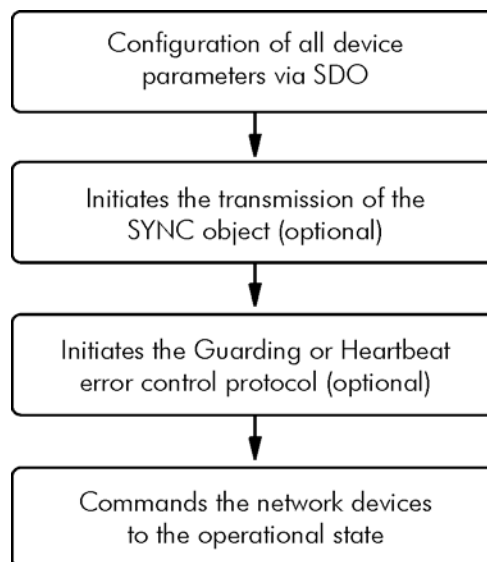 Configuration of all device
parameters via SDO
Initiates the transmission of the
SYNC object (optional)
Initiates the Guarding or Heartbeat
error control protocol (optional)
Commands the network devices
to the operational state